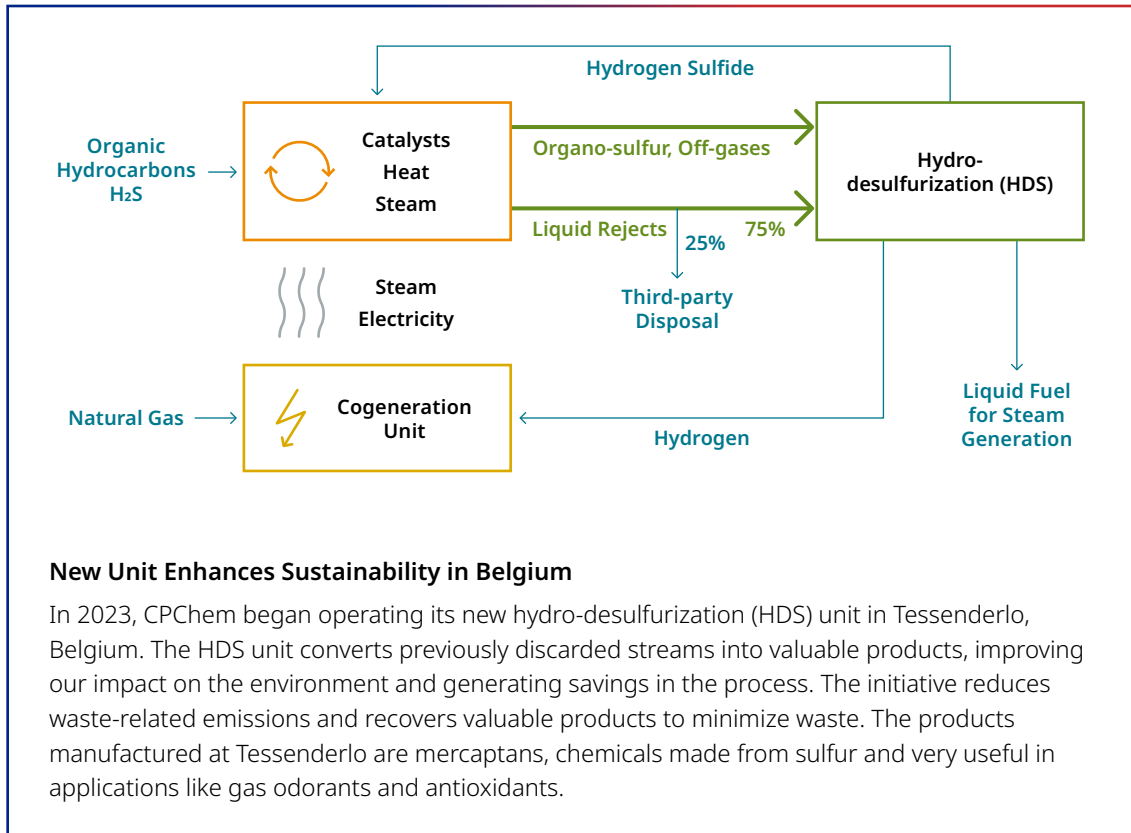 Hydrogen Sulfide
Organic
Hydrocarbons
H₂S
Catalysts
Heat
Steam
Organo-sulfur, Off-gases
Liquid Rejects
25%
75%
Third-party
Disposal
Hydro-
desulfurization (HDS)
Steam
Electricity
Natural Gas
Cogeneration
Unit
Hydrogen
Liquid Fuel
for Steam
Generation
New Unit Enhances Sustainability in Belgium
In 2023, CPChem began operating its new hydro-desulfurization (HDS) unit in Tessenderlo,
Belgium. The HDS unit converts previously discarded streams into valuable products, improving
our impact on the environment and generating savings in the process. The initiative reduces
waste-related emissions and recovers valuable products to minimize waste. The products
manufactured at Tessenderlo are mercaptans, chemicals made from sulfur and very useful in
applications like gas odorants and antioxidants.